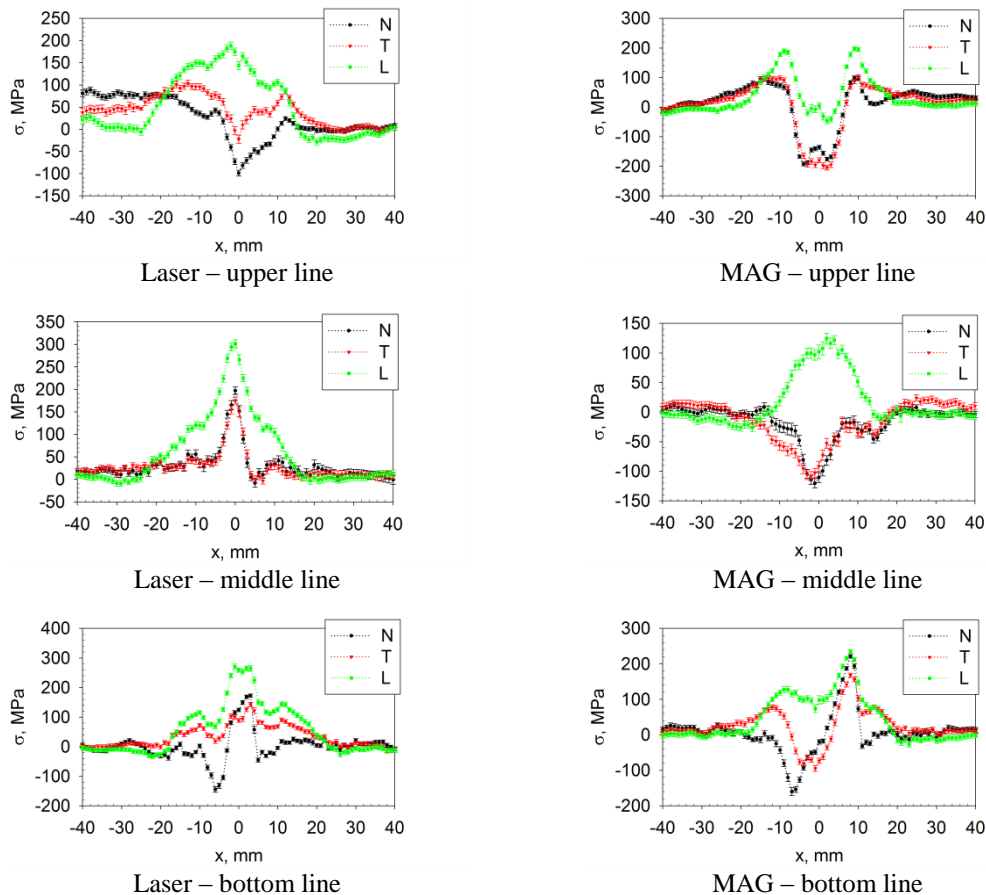 250
200
150
100
50
0
-50
-100
150
σ, MPa
-40 -30 -20 -10 0 10 20 30 40
x, mm
N
T
L
Laser – upper line
300
200
100
0
-100
-200
-300
σ, MPa
-40 -30 -20 -10 0 10 20 30 40
x, mm
N
T
L
MAG – upper line
350
300
250
200
150
100
50
0
50
σ, MPa
-40 -30 -20 -10 0 10 20 30 40
x, mm
N
T
L
Laser – middle line
150
100
50
0
-50
-100
-150
σ, MPa
-40 -30 -20 -10 0 10 20 30 40
x, mm
N
T
L
MAG – middle line
400
300
200
100
0
-100
-200
σ, MPa
-40 -30 -20 -10 0 10 20 30 40
x, mm
N
T
L
Laser – bottom line
300
200
100
0
-100
-200
σ, MPa
-40 -30 -20 -10 0 10 20 30 40
x, mm
N
T
L
MAG – bottom line